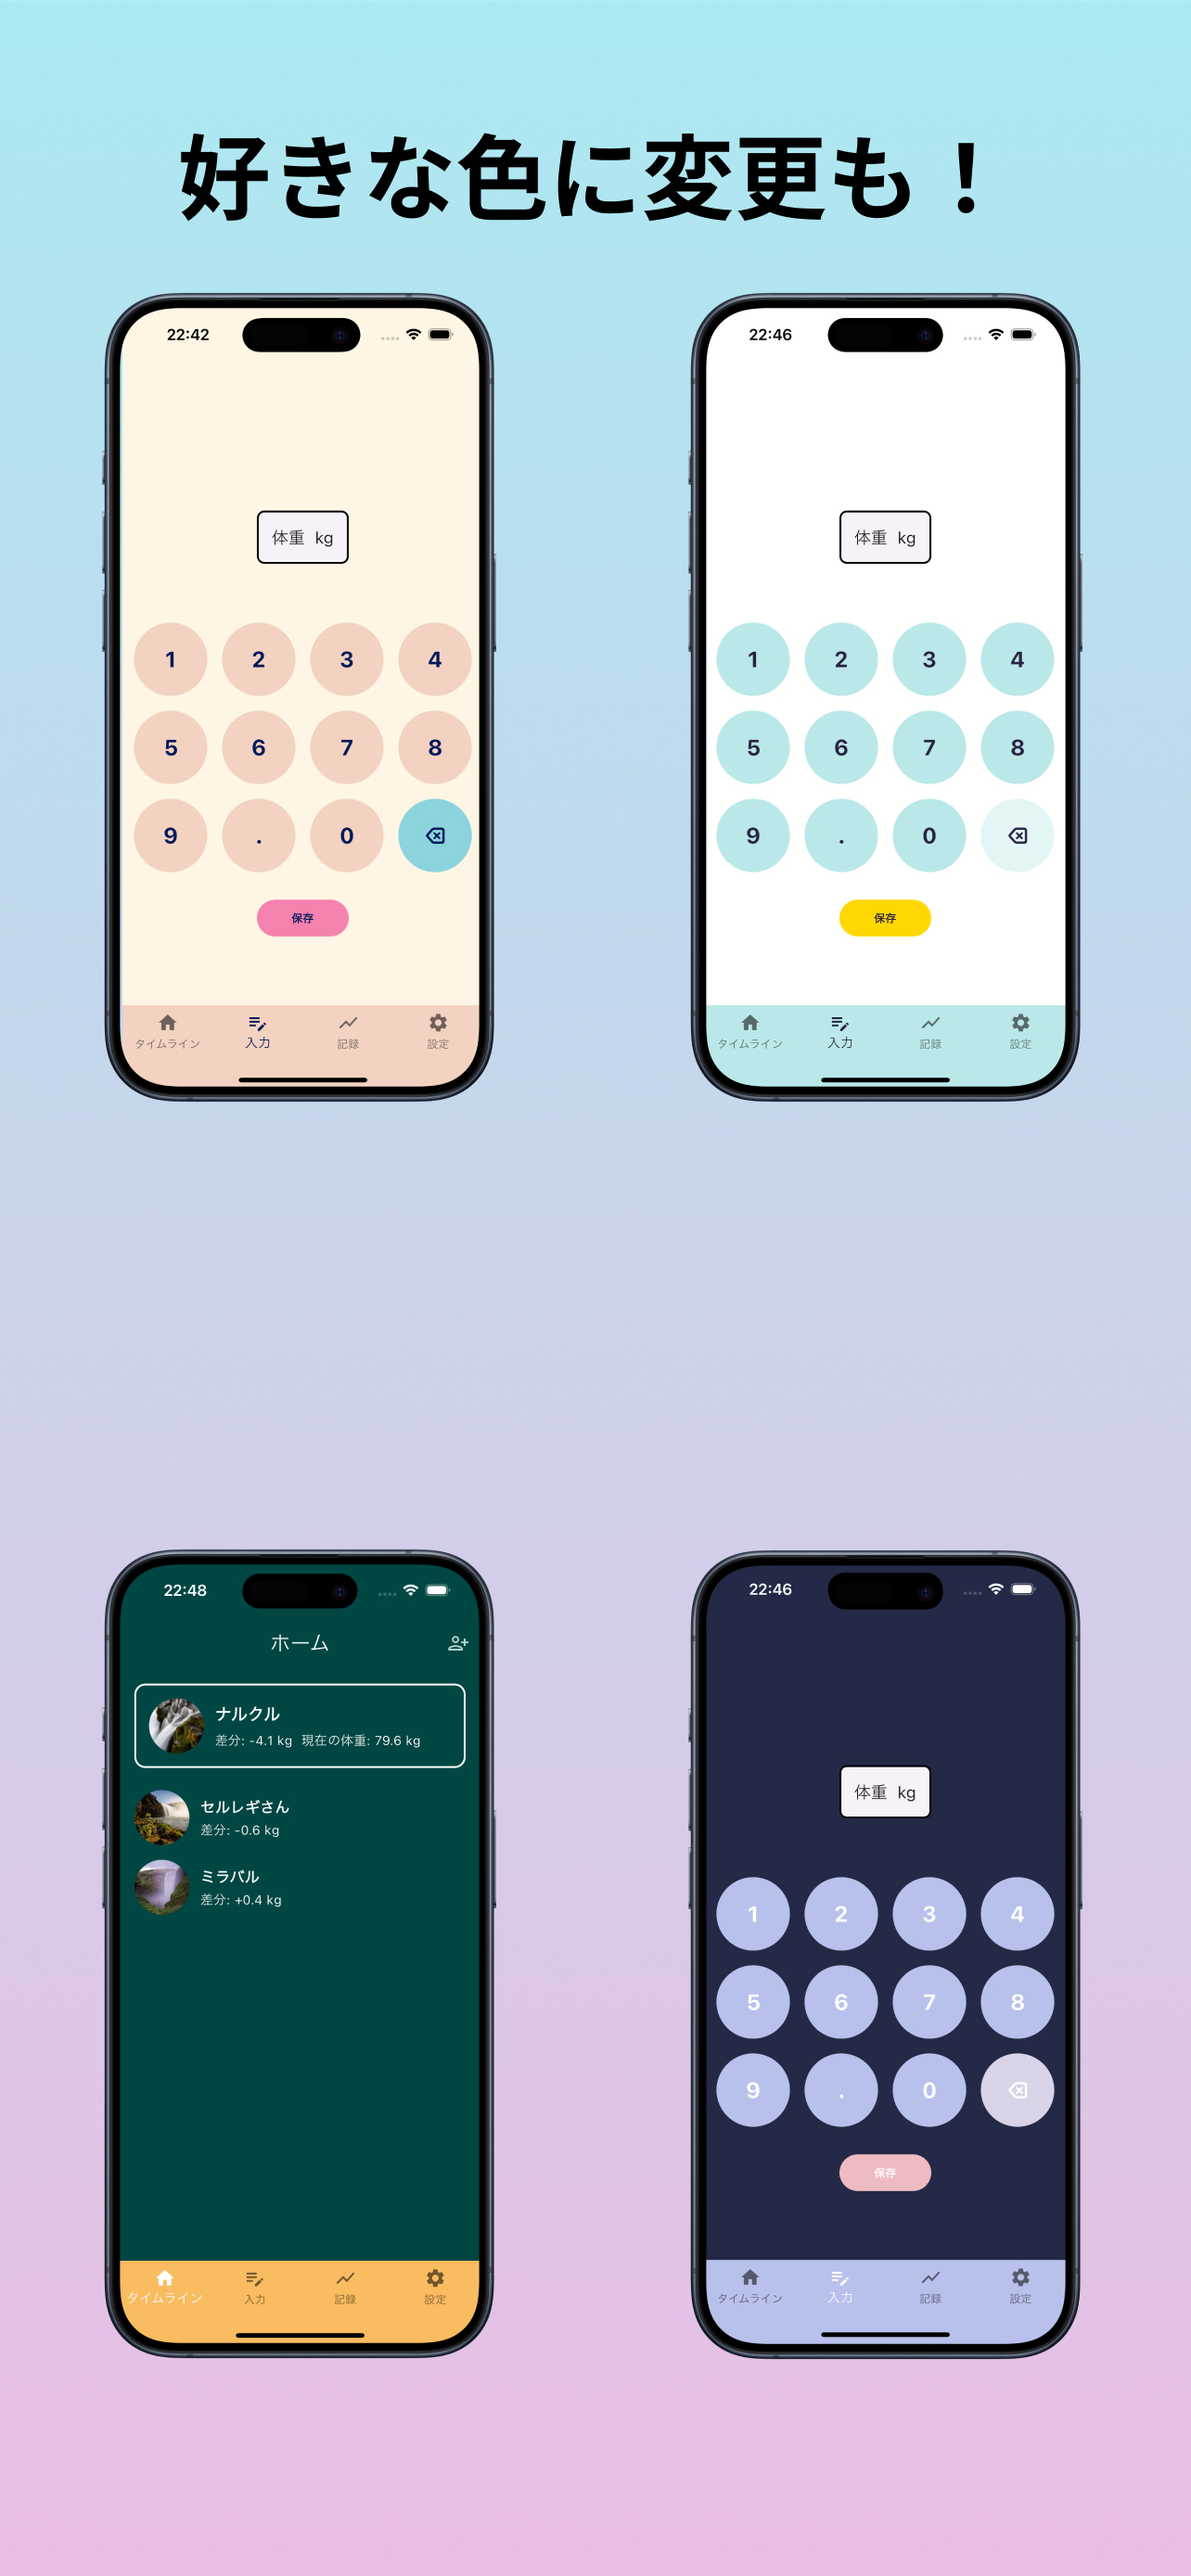 好きな色に変更も！
22:42
体重 kg
1 2 3 4
5 6 7 8
9 . 0
保存
タイムライン 入力 記録 設定
22:46
体重 kg
1 2 3 4
5 6 7 8
9 . 0
保存
タイムライン 入力 記録 設定
22:48
ホーム
ナルクル
差分: -4.1 kg 現在の体重: 79.6 kg
セルレギさん
差分: -0.6 kg
ミラバル
差分: +0.4 kg
タイムライン 入力 記録 設定
22:46
体重 kg
1 2 3 4
5 6 7 8
9 . 0
保存
タイムライン 入力 記録 設定